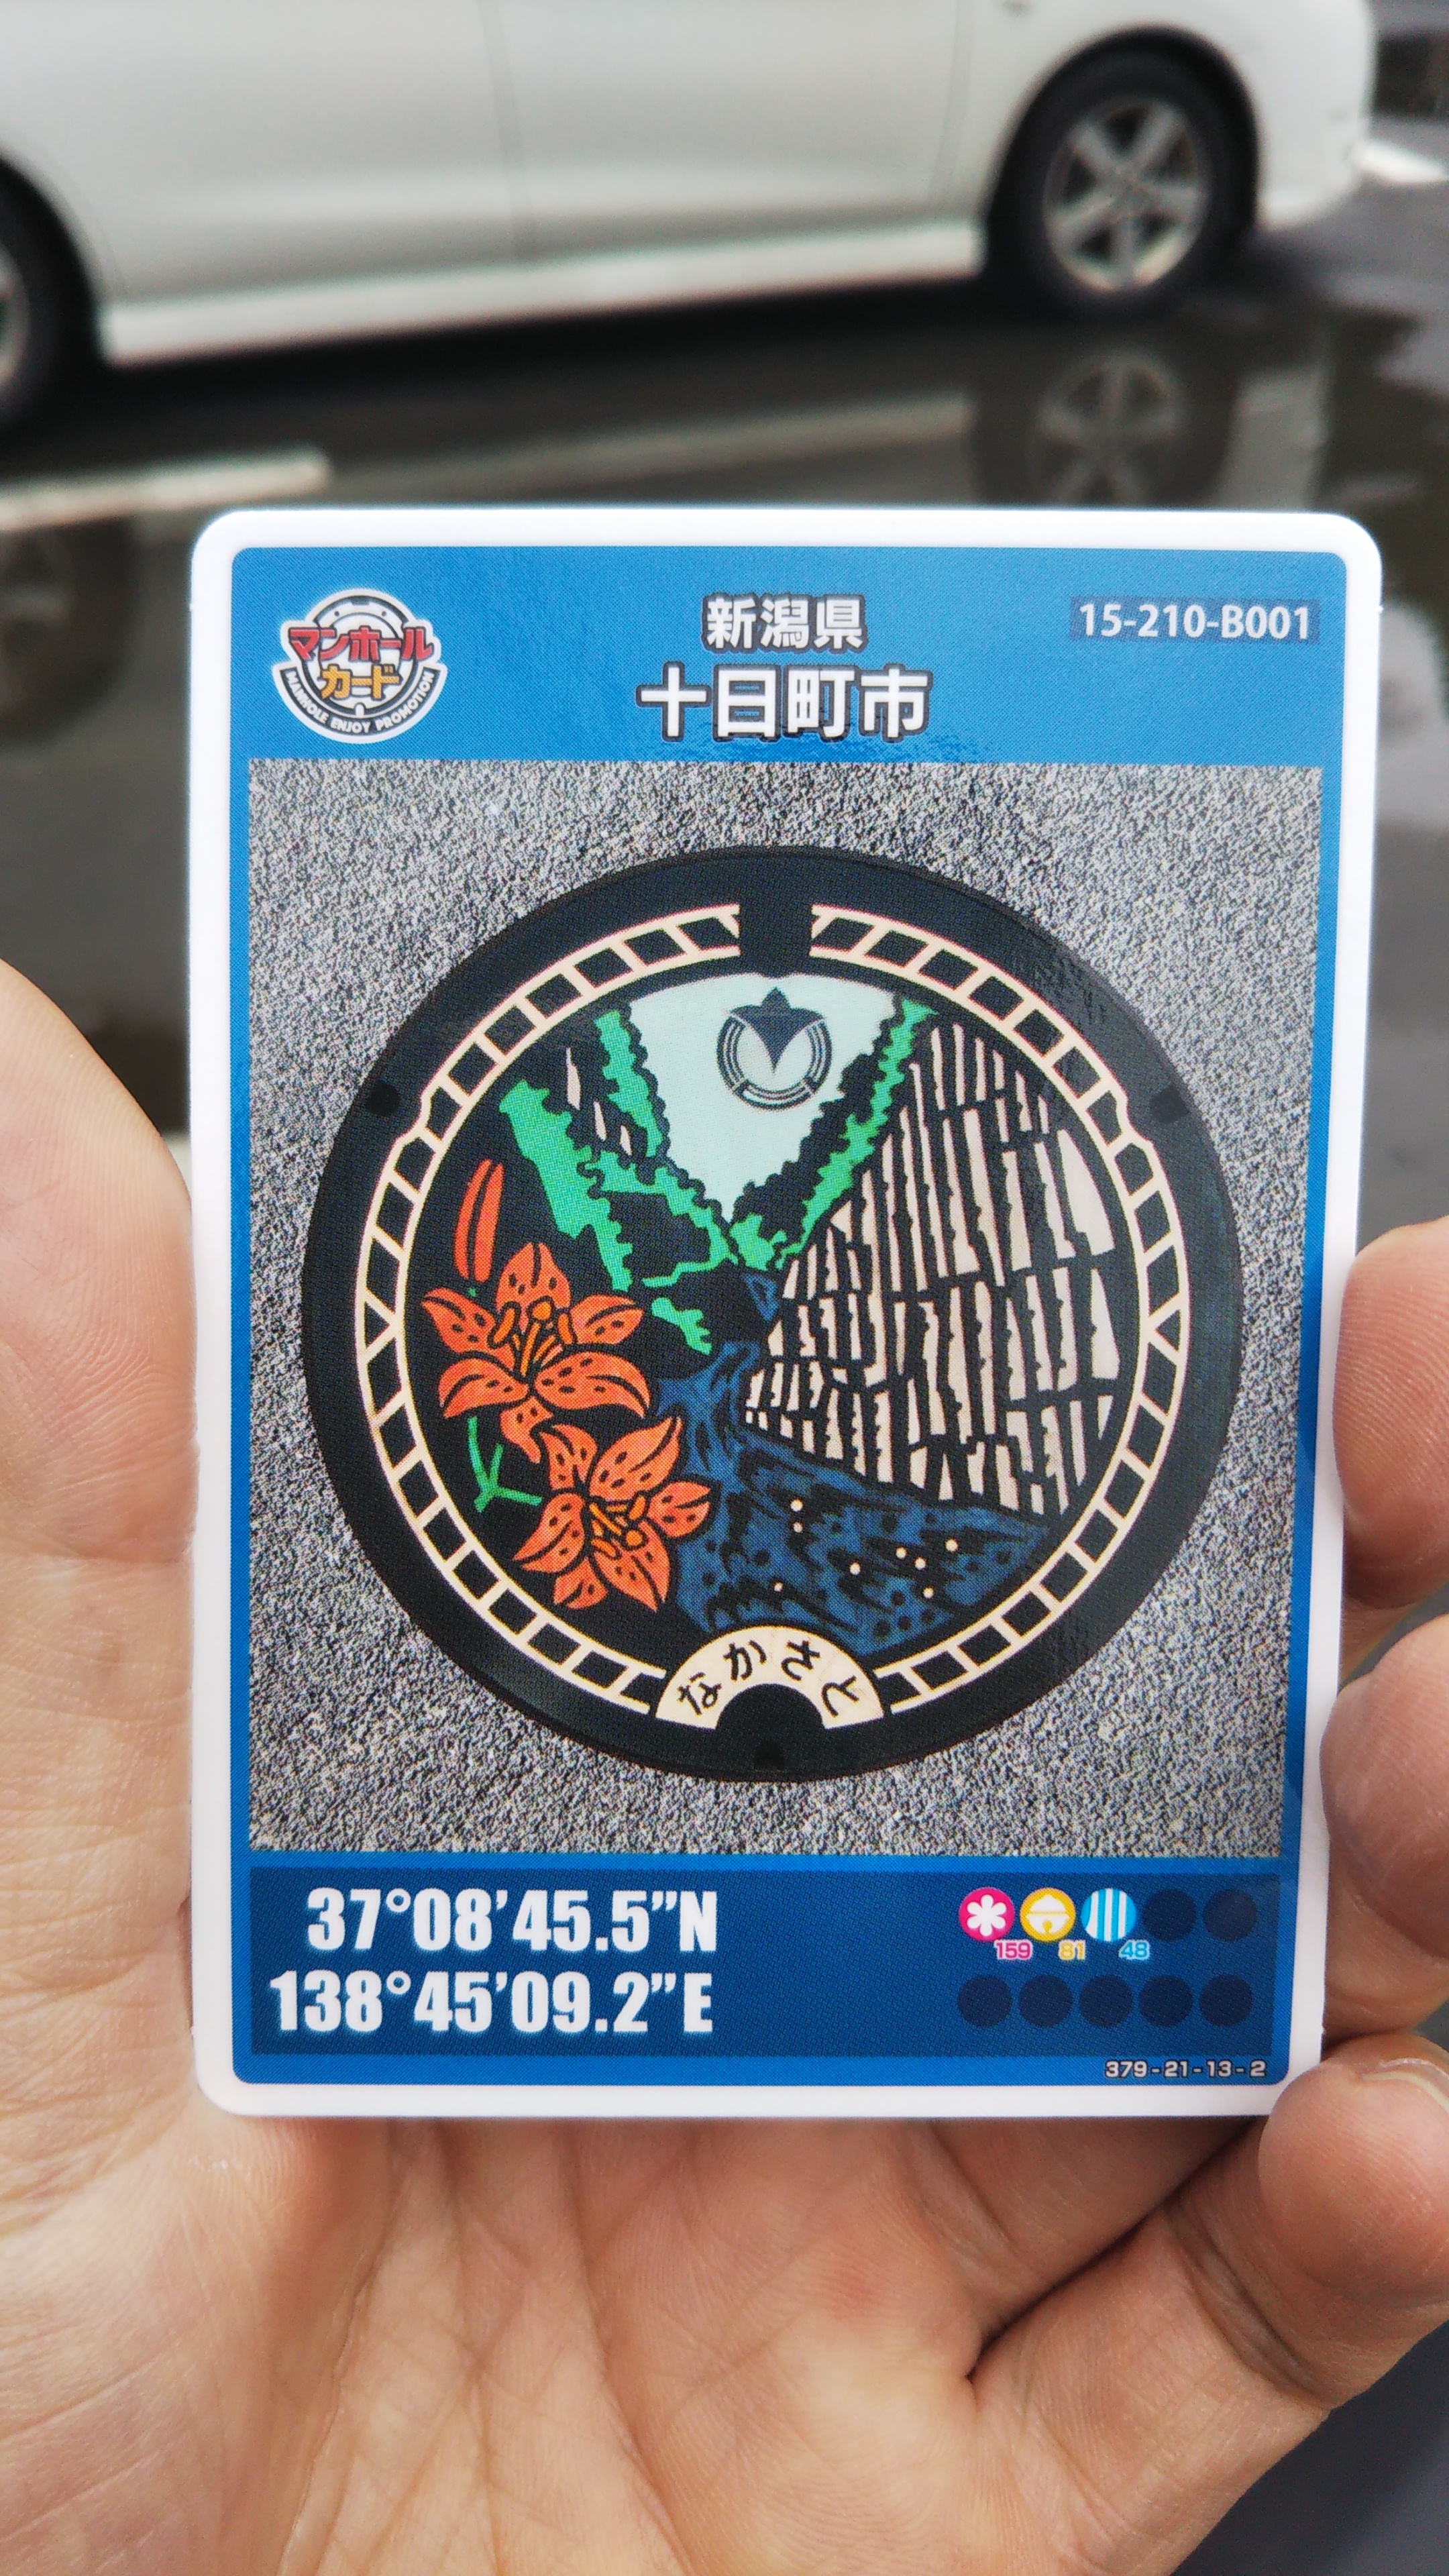 マンホール
カード
MANHOLE ENJOY PROMOTION
新潟県
十日町市
15-210-B001
なかさと
37°08’45.5”N
138°45’09.2”E
159 81 48
379-21-13-2